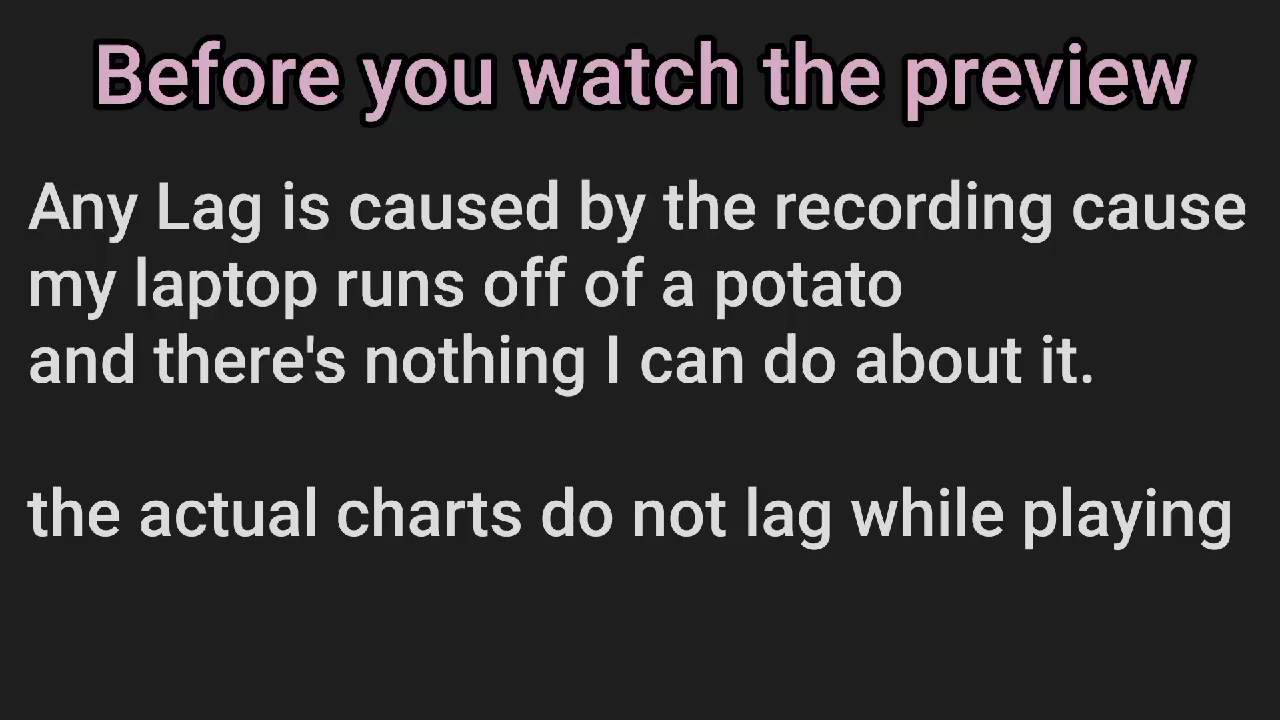 Before you watch the preview
Any Lag is caused by the recording cause
my laptop runs off of a potato
and there's nothing I can do about it.
the actual charts do not lag while playing